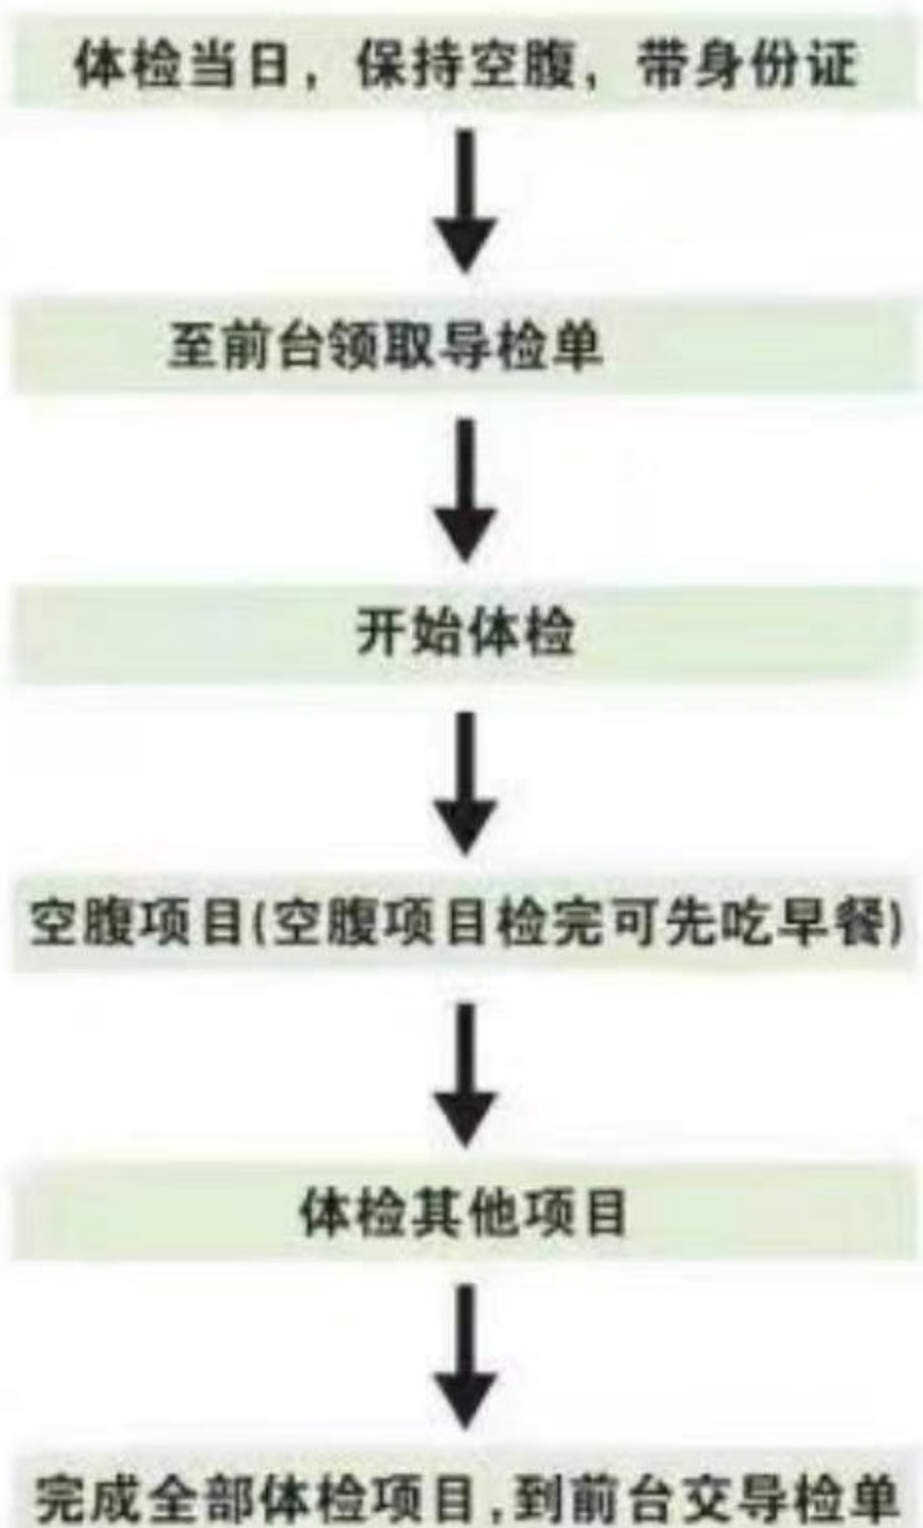 体检当日，保持空腹，带身份证
至前台领取导检单
开始体检
空腹项目(空腹项目检完可先吃早餐)
体检其他项目
完成全部体检项目,到前台交导检单